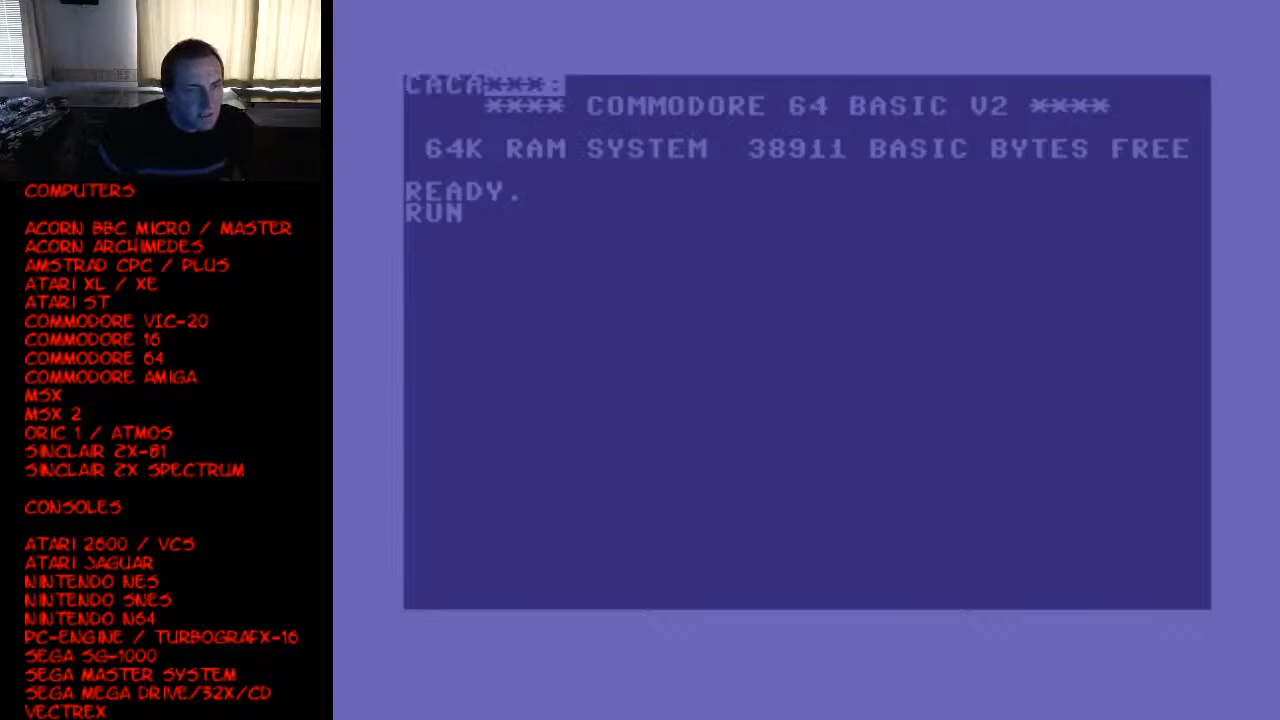 COMPUTERS
ACORN BBC MICRO / MASTER
ACORN ARCHIMEDES
AMSTRAD CPC / PLUS
ATARI XL / XE
ATARI ST
COMMODORE VIC-20
COMMODORE 16
COMMODORE 64
COMMODORE AMIGA
MSX
MSX 2
ORIC 1 / ATMOS
SINCLAIR ZX-81
SINCLAIR ZX SPECTRUM
CONSOLES
ATARI 2600 / VCS
ATARI JAGUAR
NINTENDO NES
NINTENDO SNES
NINTENDO N64
PC-ENGINE / TURBOGRAFX-16
SEGA SG-1000
SEGA MASTER SYSTEM
SEGA MEGA DRIVE/32X/CD
VECTREX
CACA***:
**** COMMODORE 64 BASIC V2 ****
64K RAM SYSTEM 38911 BASIC BYTES FREE
READY.
RUN